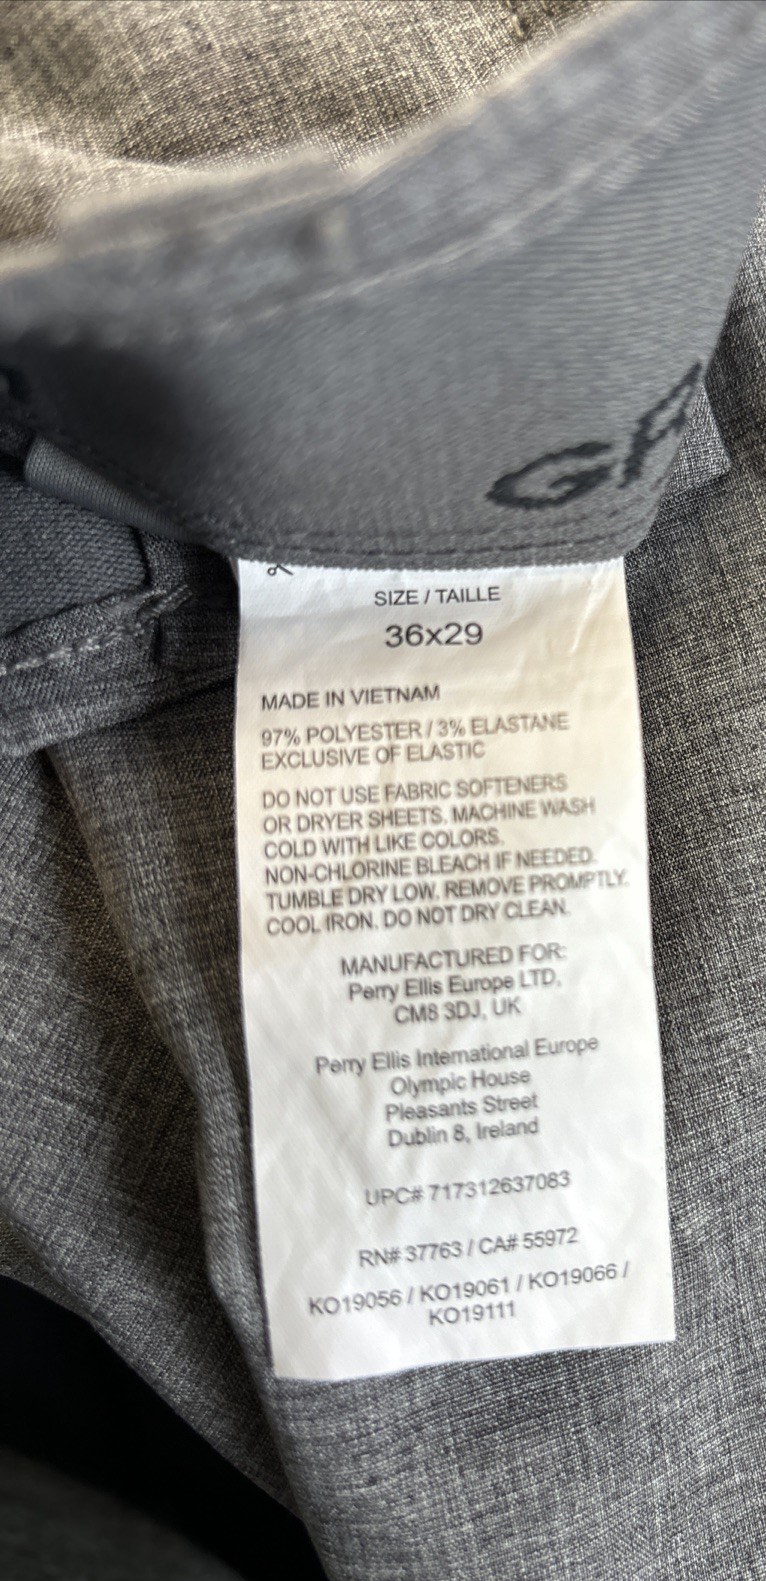 GA
SIZE / TAILLE
36x29
MADE IN VIETNAM
97% POLYESTER / 3% ELASTANE
EXCLUSIVE OF ELASTIC
DO NOT USE FABRIC SOFTENERS
OR DRYER SHEETS. MACHINE WASH
COLD WITH LIKE COLORS.
NON-CHLORINE BLEACH IF NEEDED.
TUMBLE DRY LOW. REMOVE PROMPTLY.
COOL IRON. DO NOT DRY CLEAN.
MANUFACTURED FOR:
Perry Ellis Europe LTD,
CM8 3DJ, UK
Perry Ellis International Europe
Olympic House
Pleasants Street
Dublin 8, Ireland
UPC# 717312637083
RN# 37763 / CA# 55972
KO19056 / KO19061 / KO19066 /
KO19111